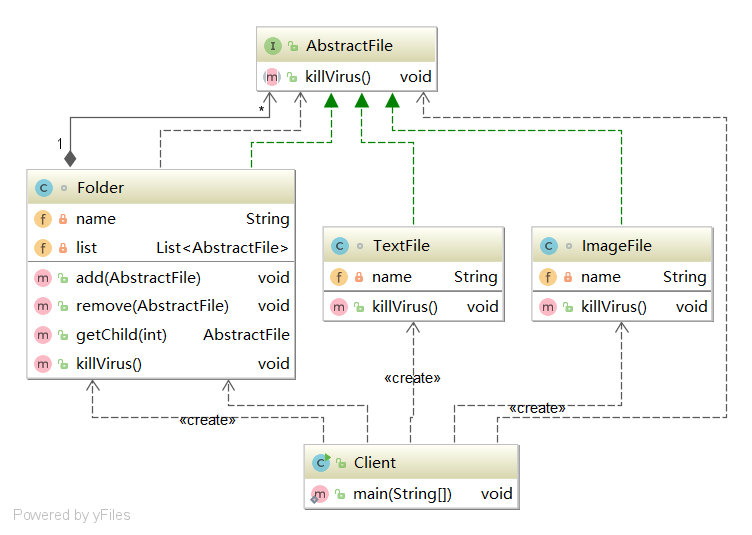 I AbstractFile
m killVirus() void
*
1
C Folder
f name String
f list List<AbstractFile>
m add(AbstractFile) void
m remove(AbstractFile) void
m getChild(int) AbstractFile
m killVirus() void
C TextFile
f name String
m killVirus() void
C ImageFile
f name String
m killVirus() void
«create»
«create»
«create»
C Client
m main(String[]) void
Powered by yFiles